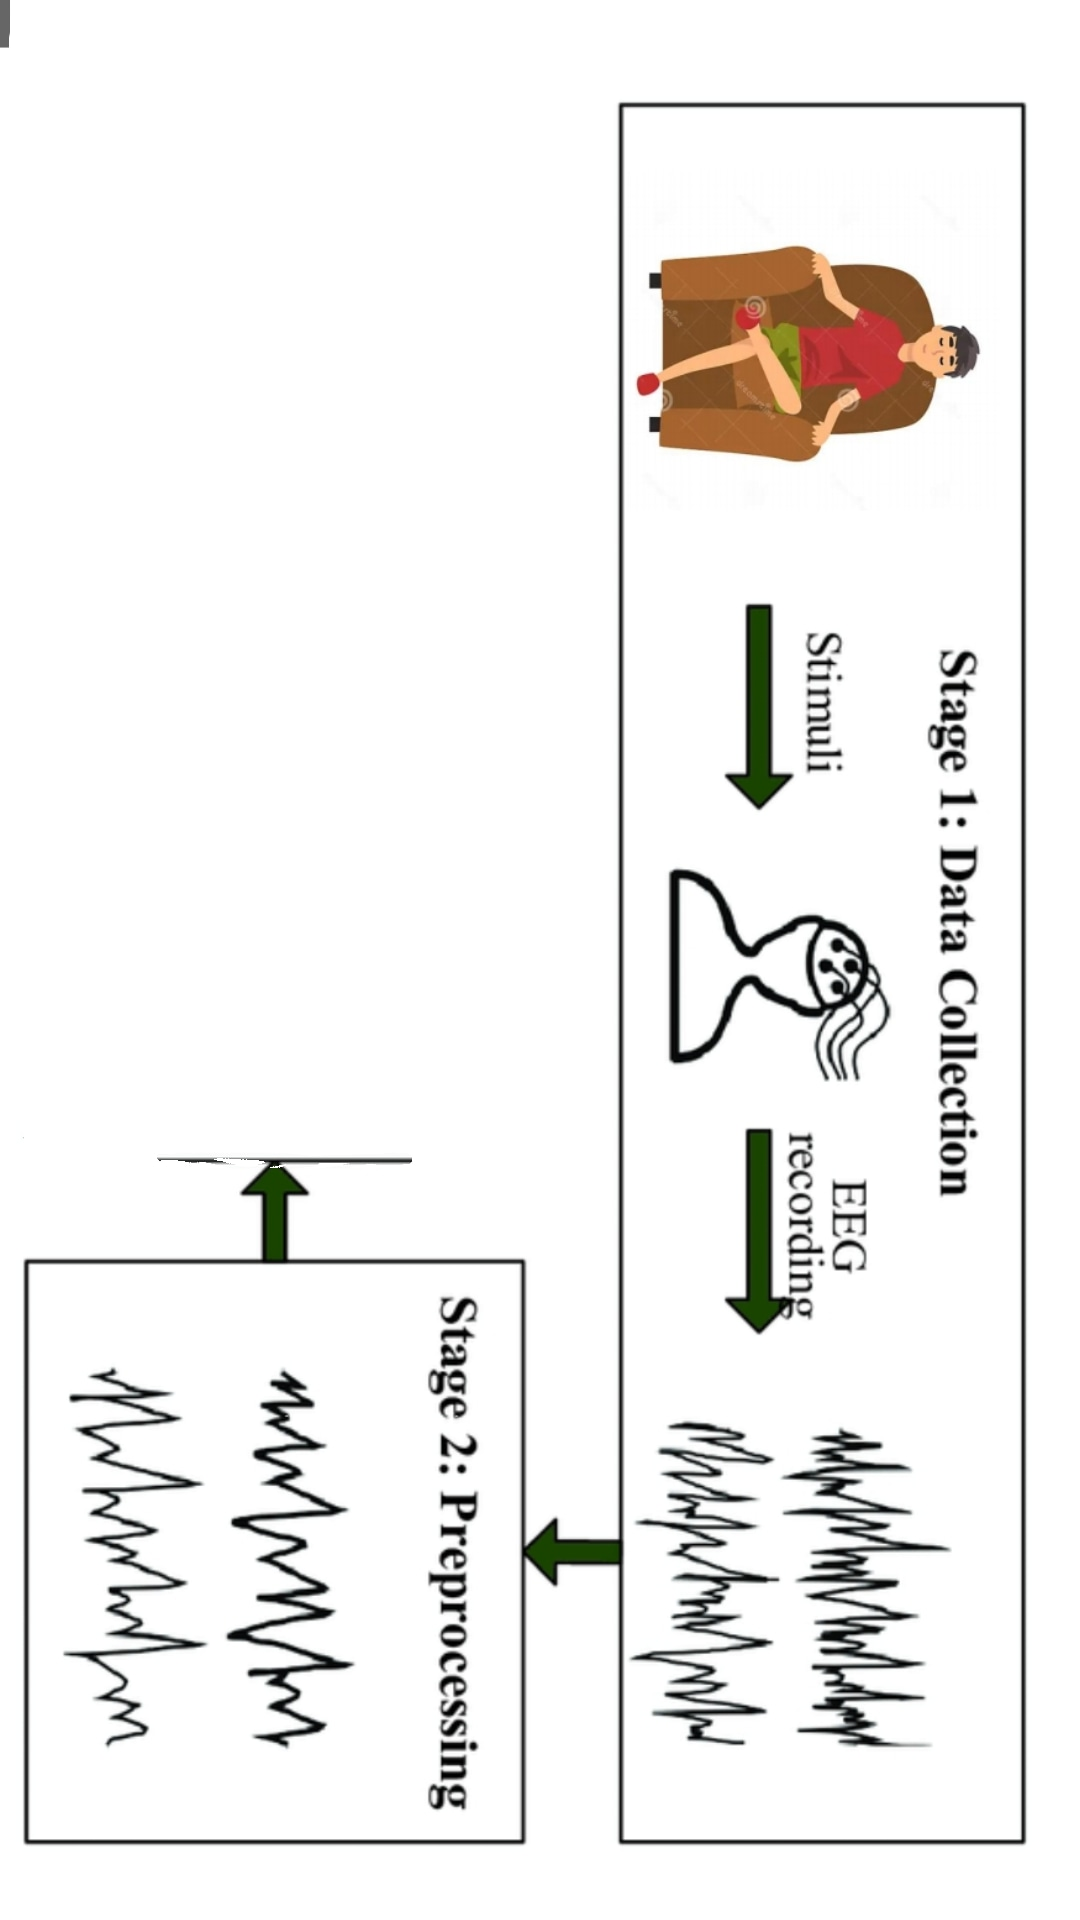 Stage 1: Data Collection
Stimuli
EEG
recording
Stage 2: Preprocessing